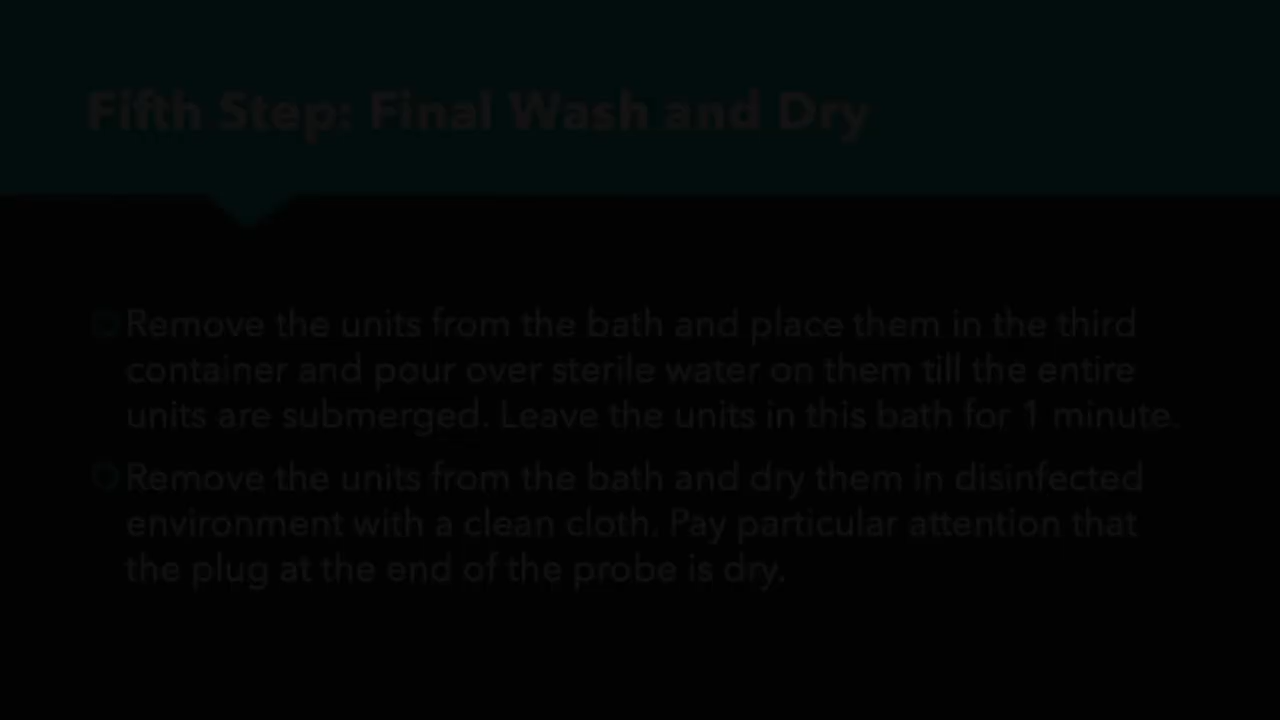 Fifth Step: Final Wash and Dry
Remove the units from the bath and place them in the third
container and pour over sterile water on them till the entire
units are submerged. Leave the units in this bath for 1 minute.
Remove the units from the bath and dry them in disinfected
environment with a clean cloth. Pay particular attention that
the plug at the end of the probe is dry.